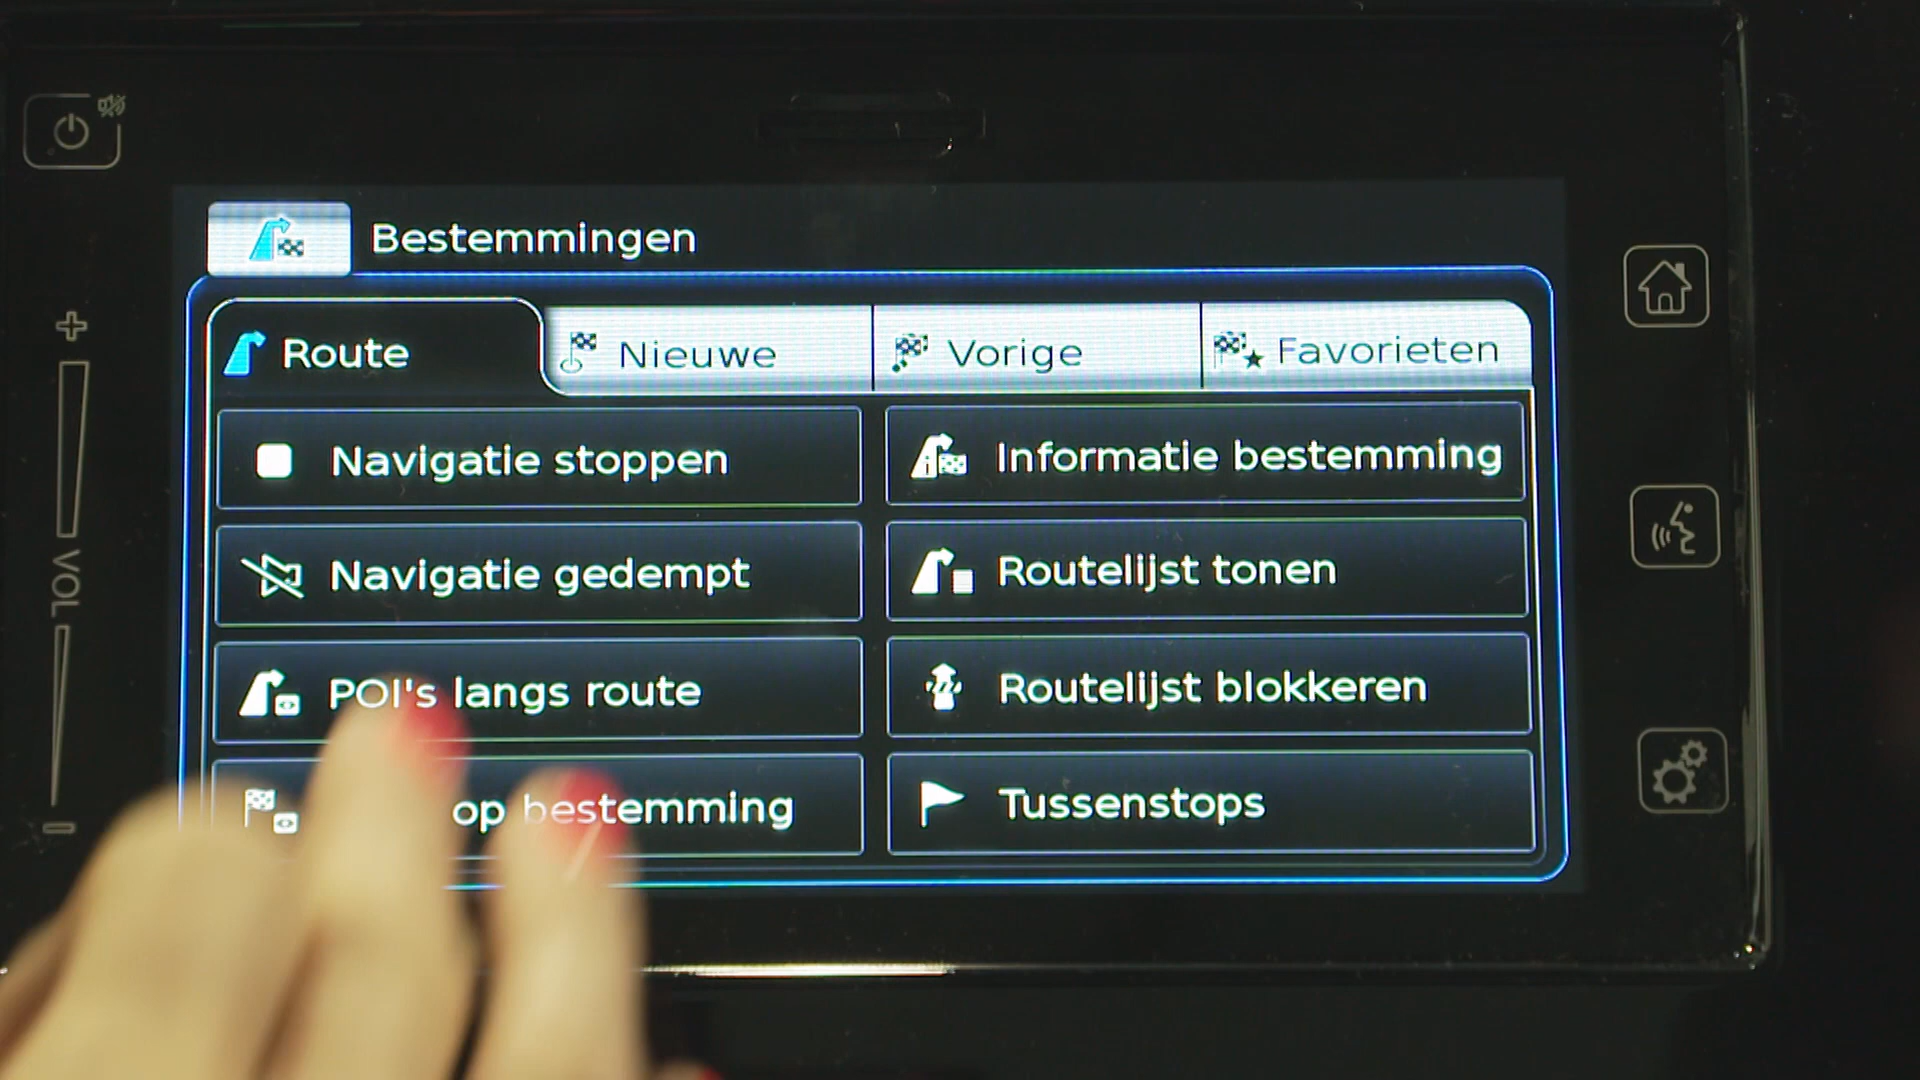 Bestemmingen
Route
Nieuwe
Vorige
Favorieten
Navigatie stoppen
Informatie bestemming
Navigatie gedempt
Routelijst tonen
POI's langs route
Routelijst blokkeren
op bestemming
Tussenstops
VOL